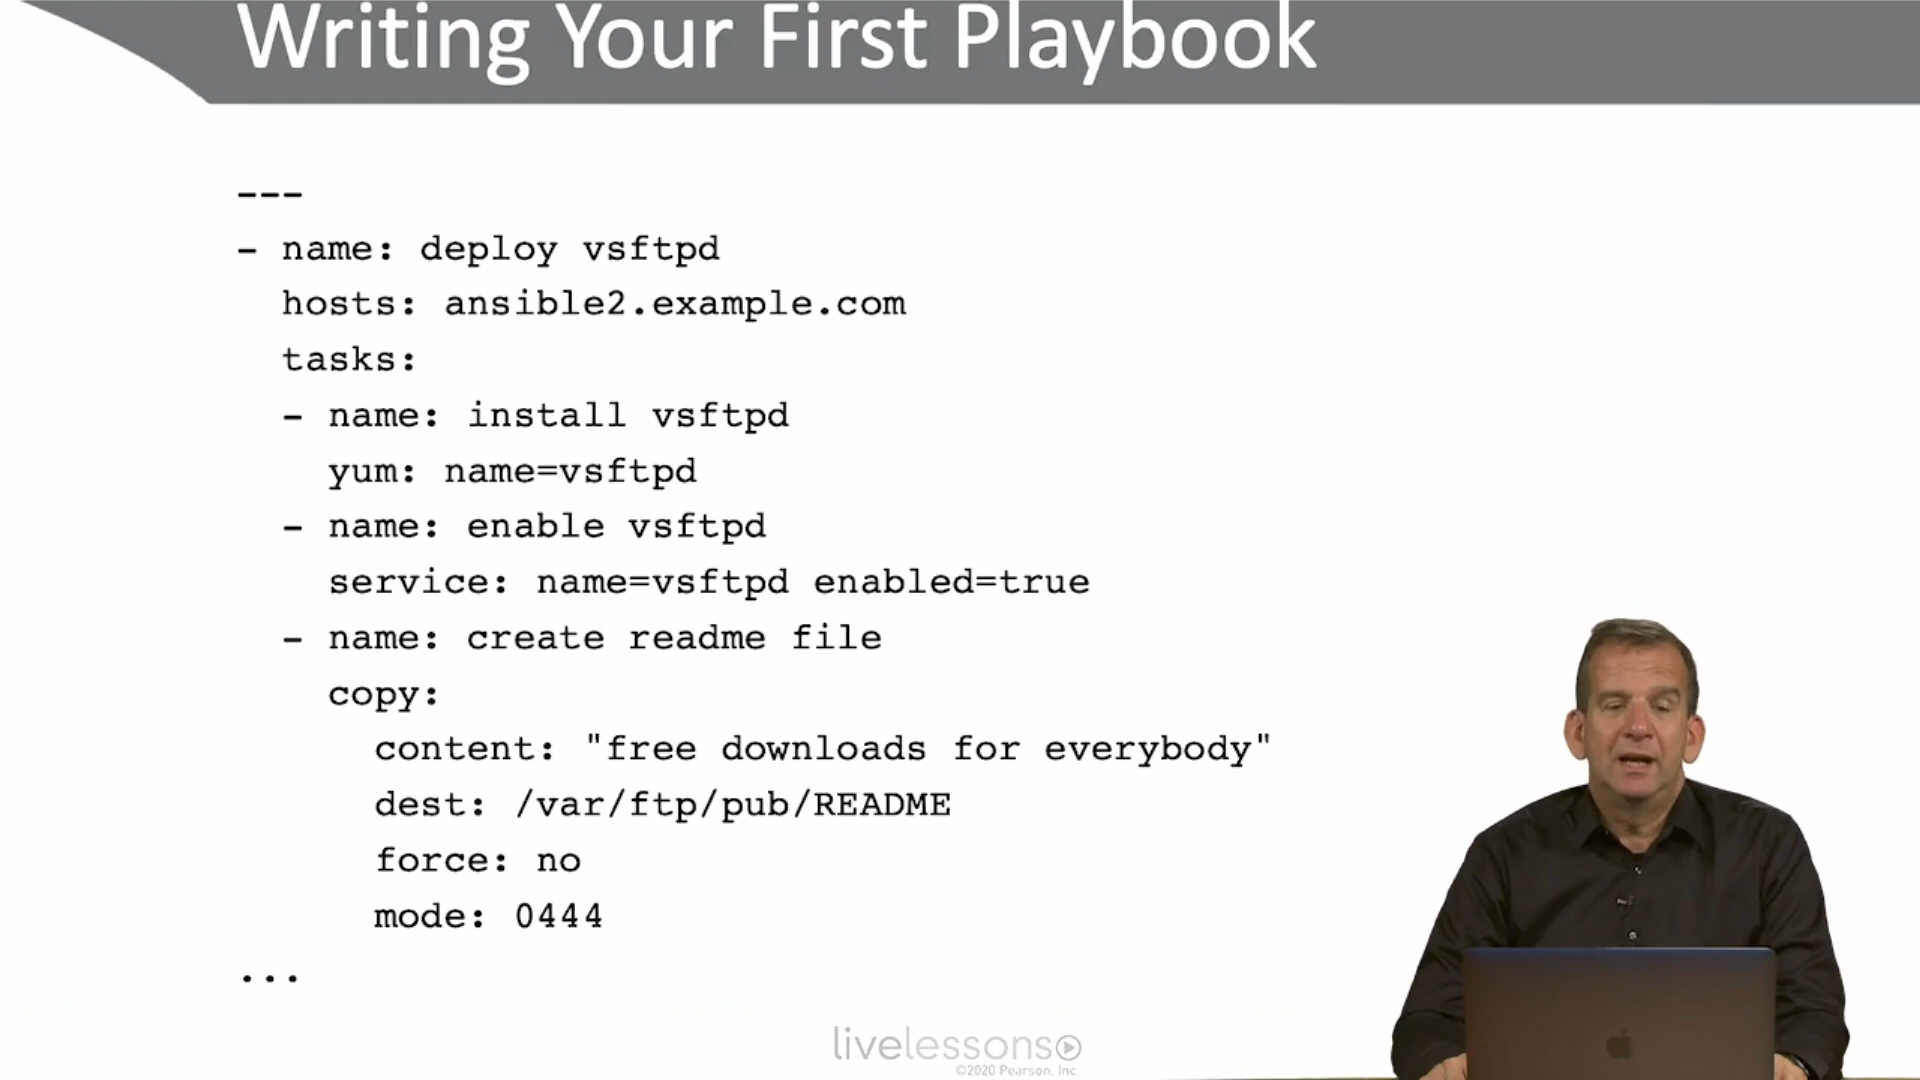 Writing Your First Playbook
---
- name: deploy vsftpd
  hosts: ansible2.example.com
  tasks:
  - name: install vsftpd
    yum: name=vsftpd
  - name: enable vsftpd
    service: name=vsftpd enabled=true
  - name: create readme file
    copy:
      content: "free downloads for everybody"
      dest: /var/ftp/pub/README
      force: no
      mode: 0444
...
livelessons
©2020 Pearson, Inc.